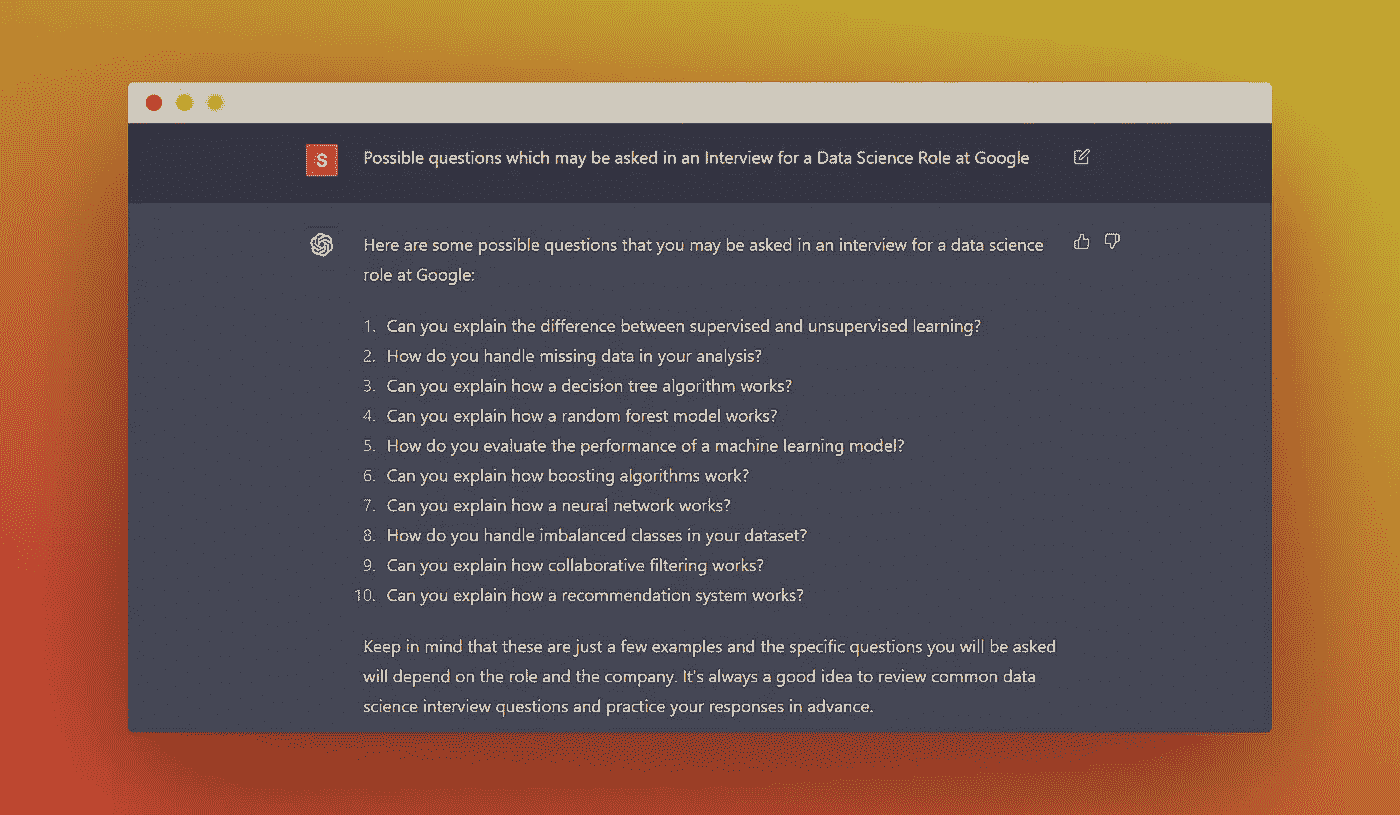 S
Possible questions which may be asked in an Interview for a Data Science Role at Google
Here are some possible questions that you may be asked in an interview for a data science
role at Google:
1. Can you explain the difference between supervised and unsupervised learning?
2. How do you handle missing data in your analysis?
3. Can you explain how a decision tree algorithm works?
4. Can you explain how a random forest model works?
5. How do you evaluate the performance of a machine learning model?
6. Can you explain how boosting algorithms work?
7. Can you explain how a neural network works?
8. How do you handle imbalanced classes in your dataset?
9. Can you explain how collaborative filtering works?
10. Can you explain how a recommendation system works?
Keep in mind that these are just a few examples and the specific questions you will be asked
will depend on the role and the company. It's always a good idea to review common data
science interview questions and practice your responses in advance.